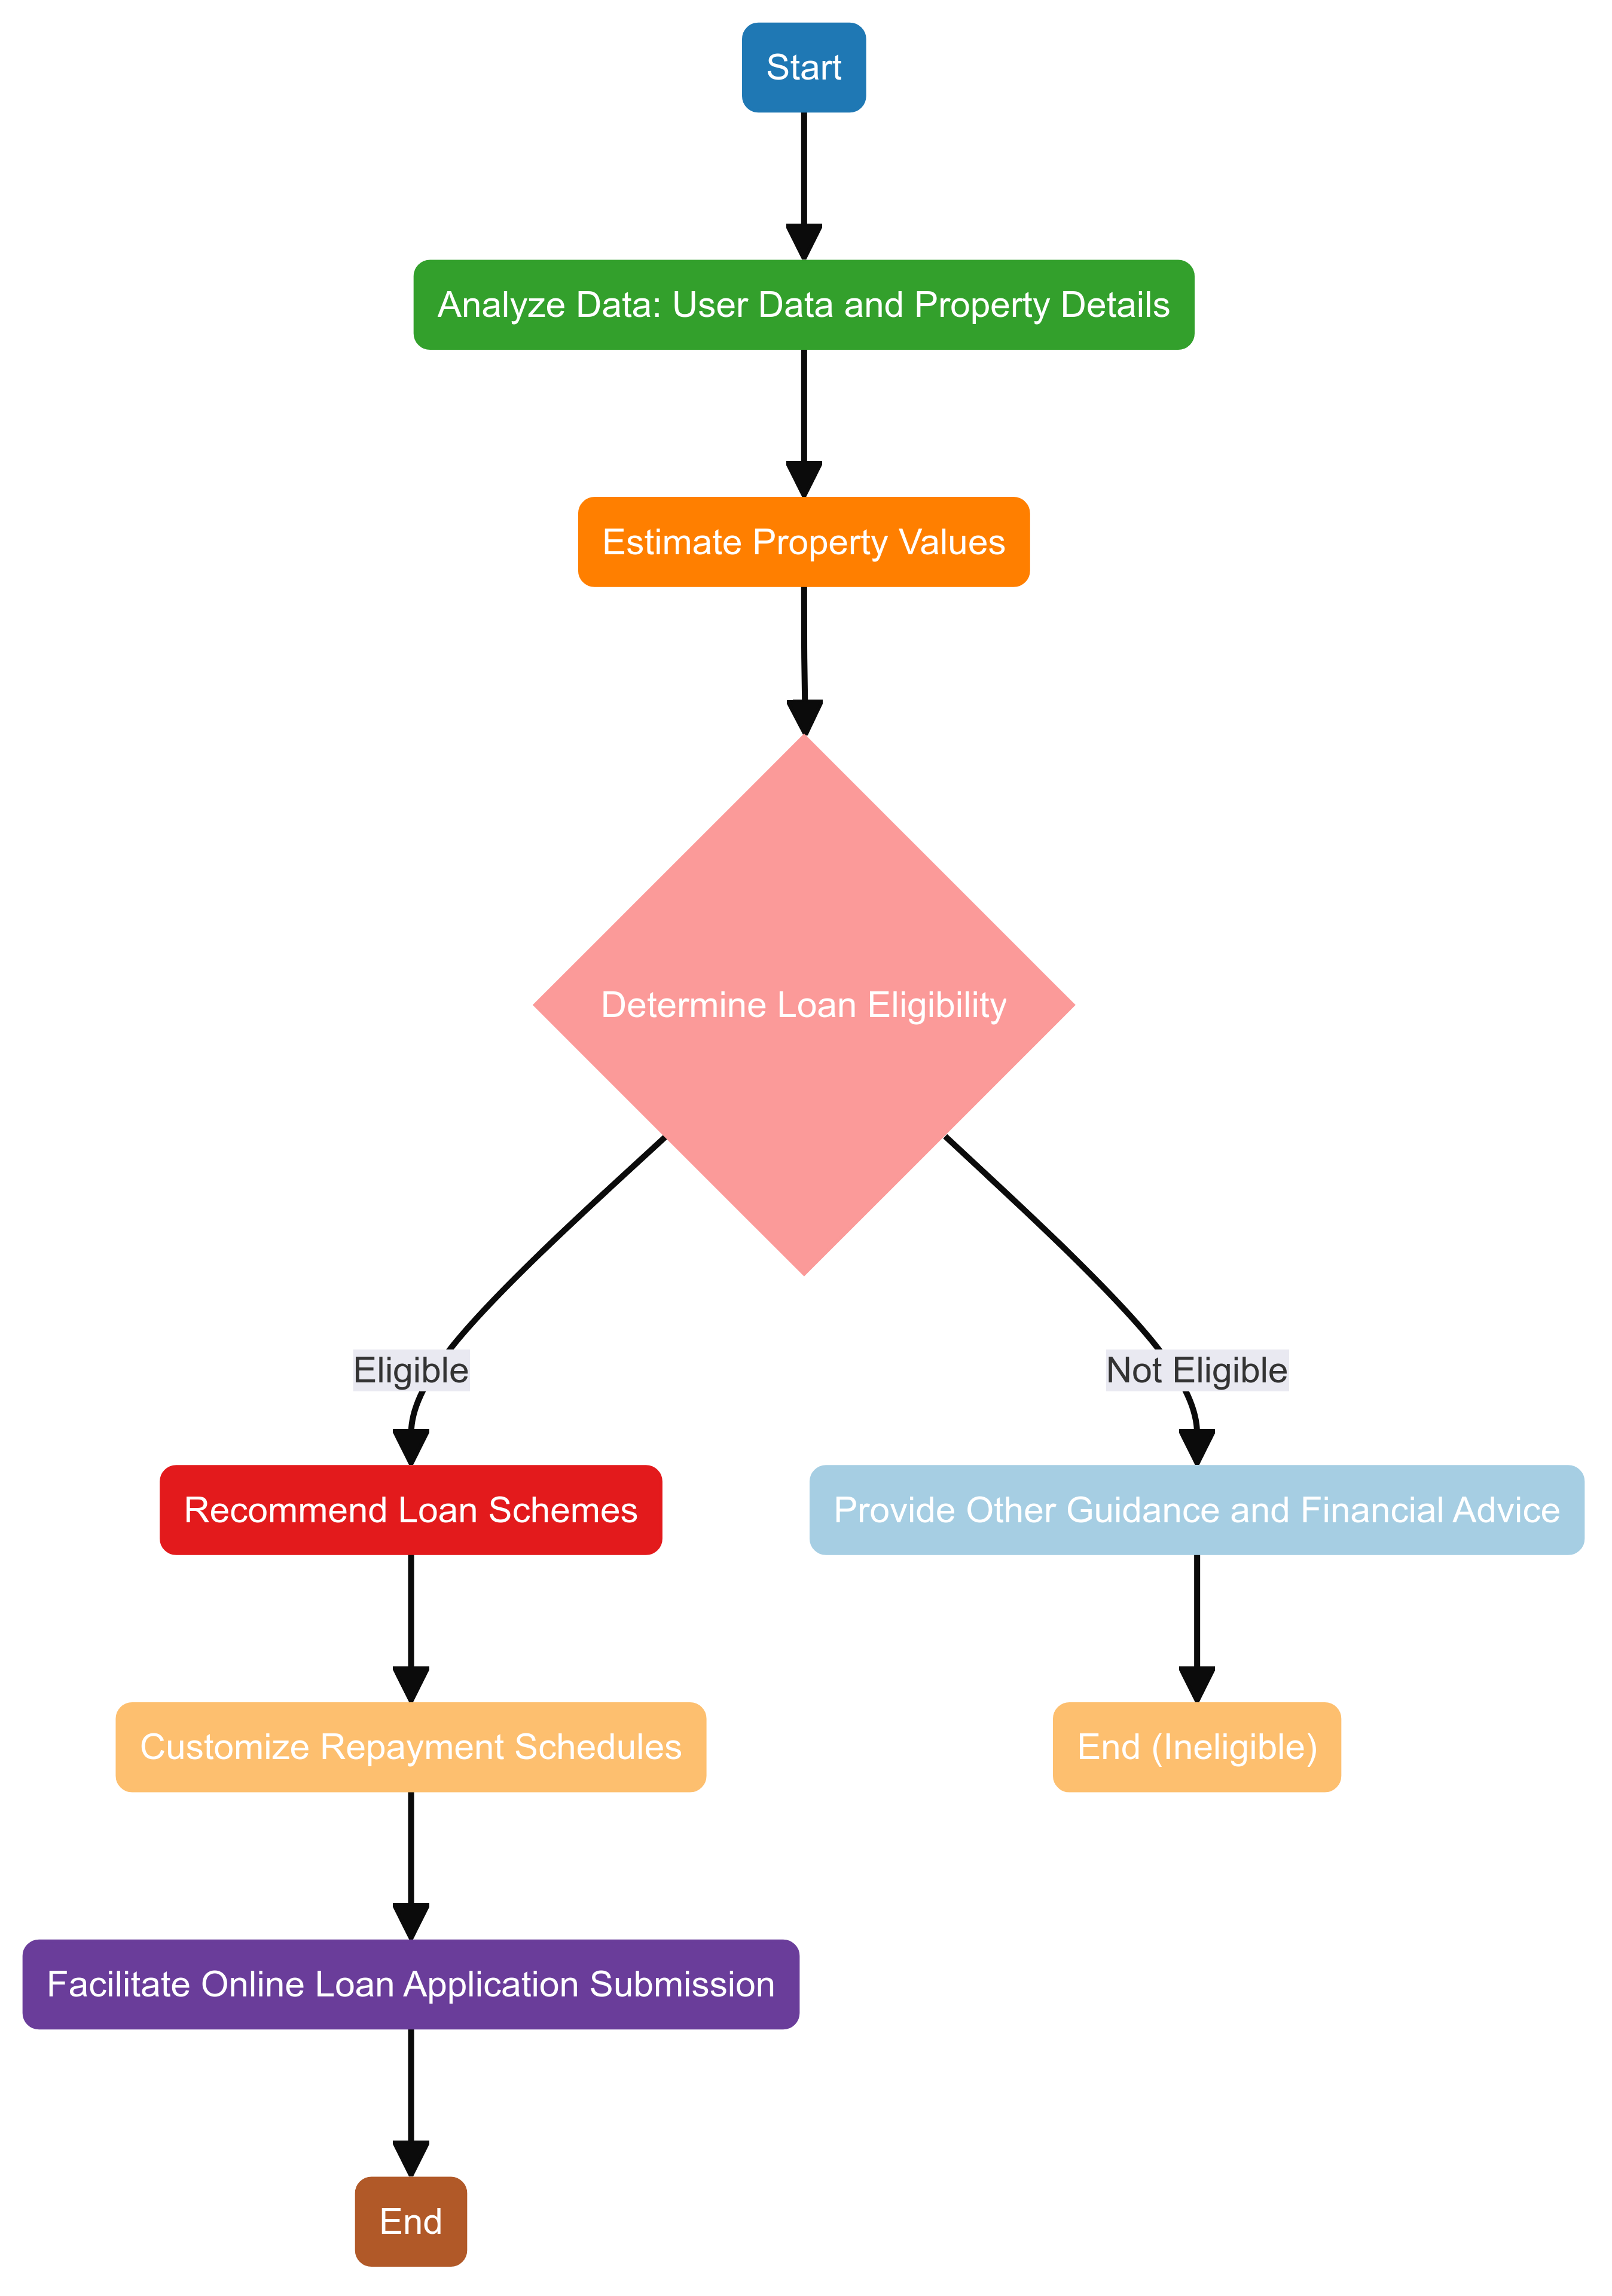 Start
Analyze Data: User Data and Property Details
Estimate Property Values
Determine Loan Eligibility
Eligible
Not Eligible
Recommend Loan Schemes
Provide Other Guidance and Financial Advice
Customize Repayment Schedules
End (Ineligible)
Facilitate Online Loan Application Submission
End